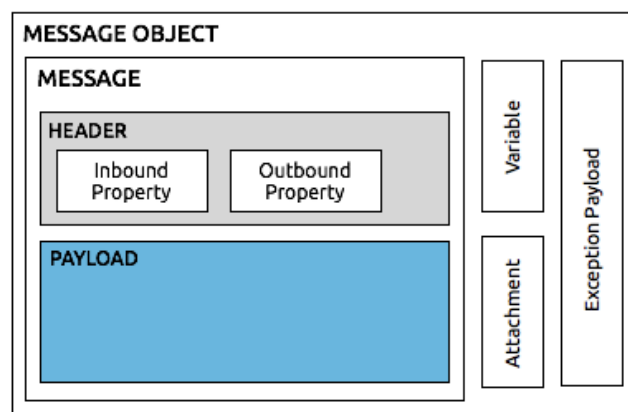 MESSAGE OBJECT
MESSAGE
HEADER
Inbound
Property
Outbound
Property
PAYLOAD
Variable
Attachment
Exception Payload